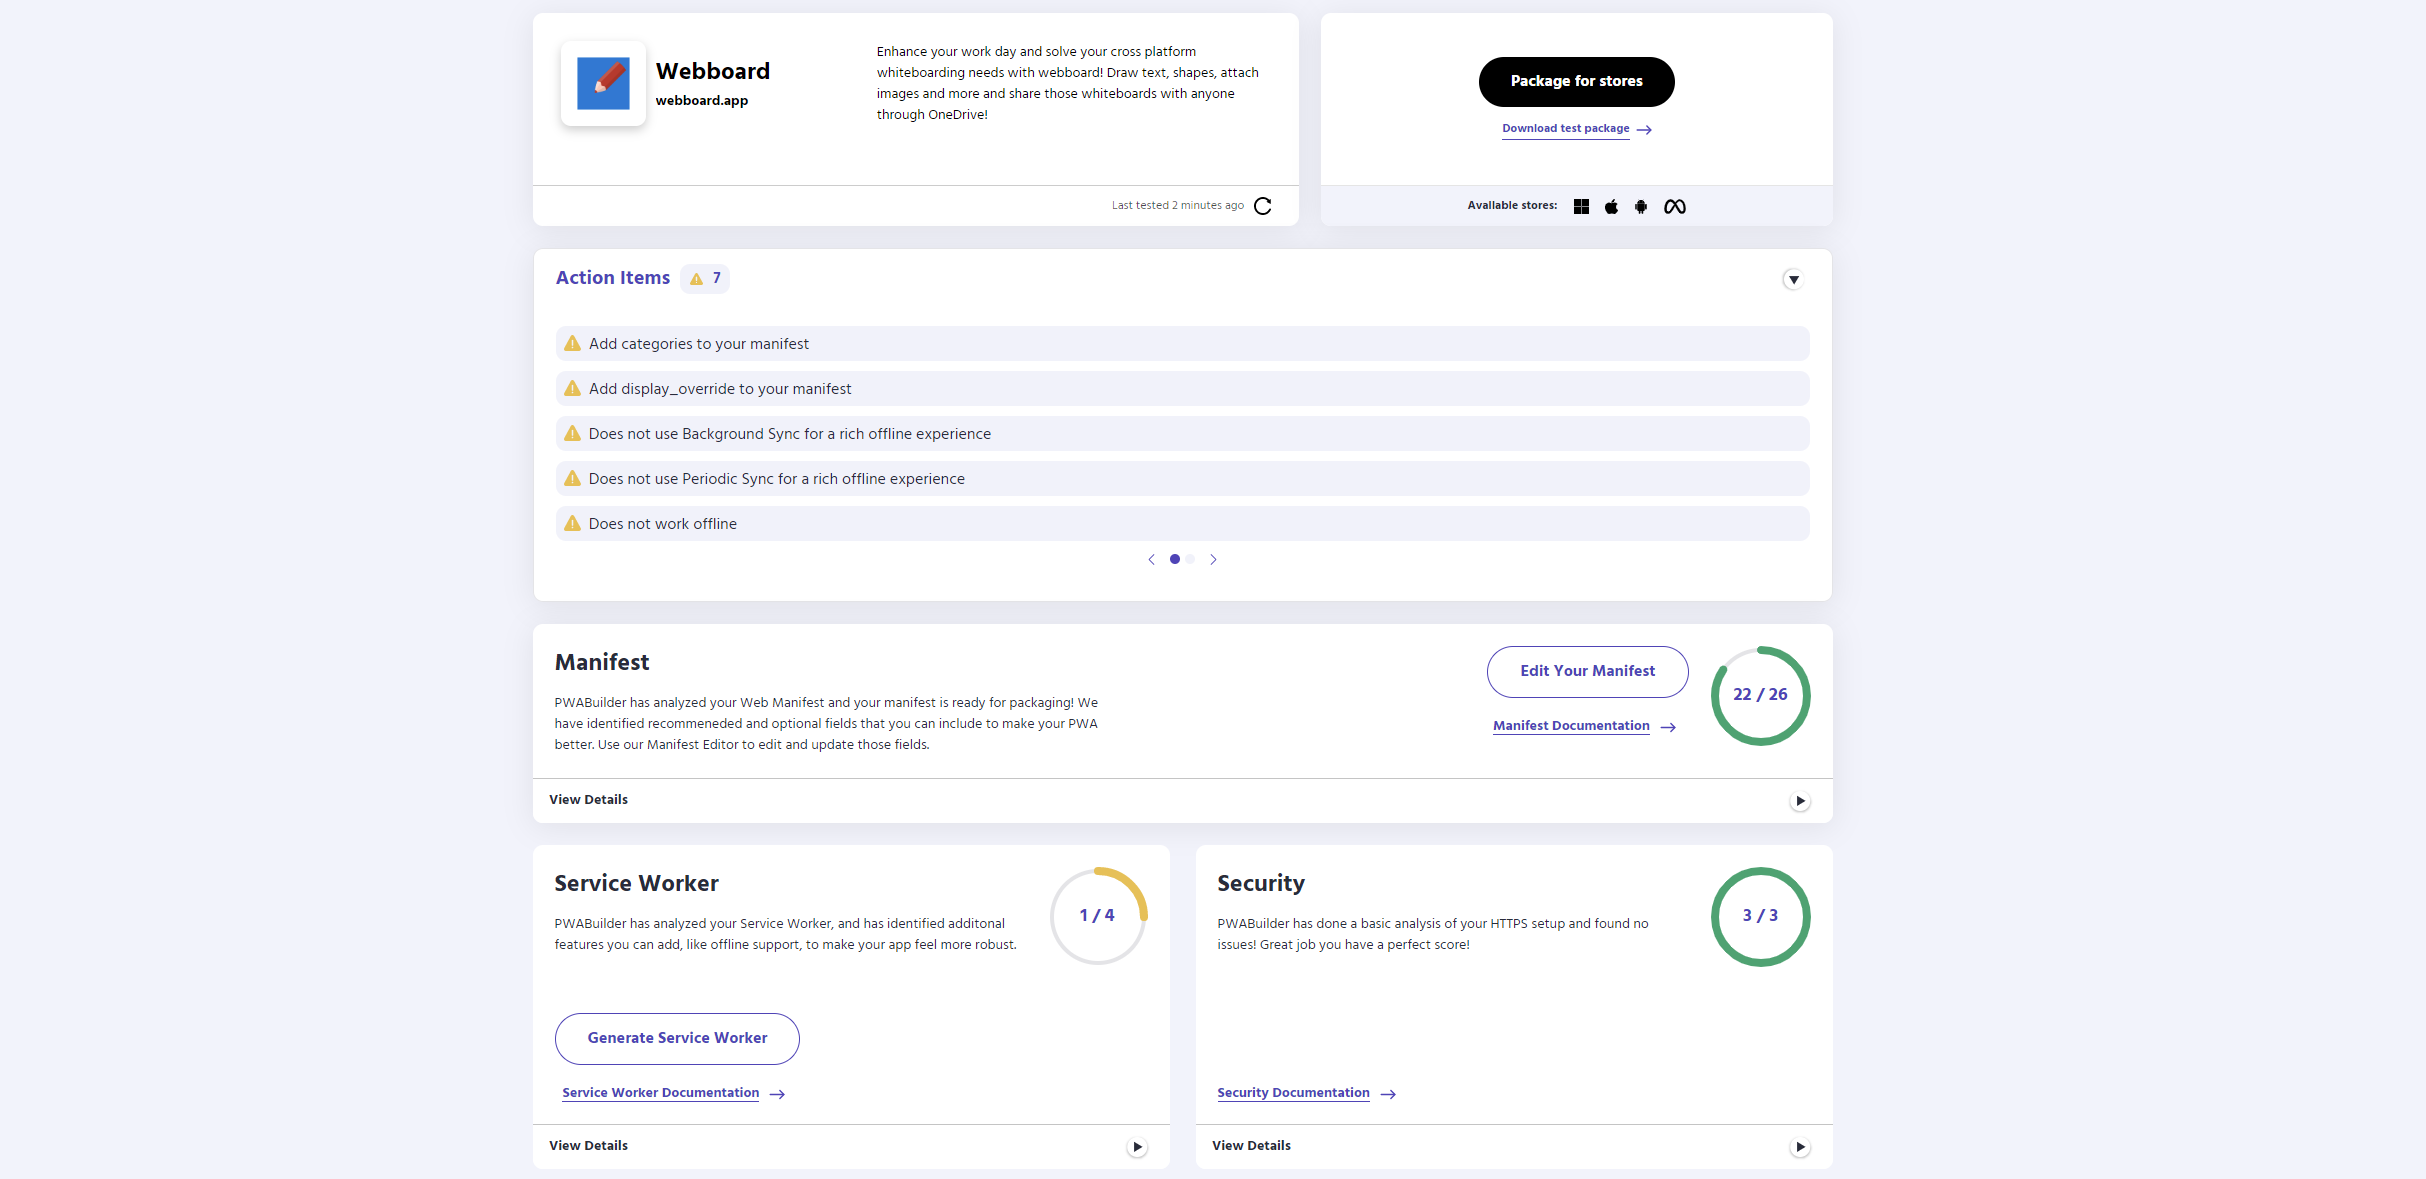 Webboard
webboard.app
Enhance your work day and solve your cross platform
whiteboarding needs with webboard! Draw text, shapes, attach
images and more and share those whiteboards with anyone
through OneDrive!
Last tested 2 minutes ago
Package for stores
Download test package
Available stores:
Action Items
7
Add categories to your manifest
Add display_override to your manifest
Does not use Background Sync for a rich offline experience
Does not use Periodic Sync for a rich offline experience
Does not work offline
Manifest
PWABuilder has analyzed your Web Manifest and your manifest is ready for packaging! We
have identified recommeneded and optional fields that you can include to make your PWA
better. Use our Manifest Editor to edit and update those fields.
Edit Your Manifest
Manifest Documentation
22 / 26
View Details
Service Worker
PWABuilder has analyzed your Service Worker, and has identified additonal
features you can add, like offline support, to make your app feel more robust.
1 / 4
Generate Service Worker
Service Worker Documentation
View Details
Security
PWABuilder has done a basic analysis of your HTTPS setup and found no
issues! Great job you have a perfect score!
3 / 3
Security Documentation
View Details